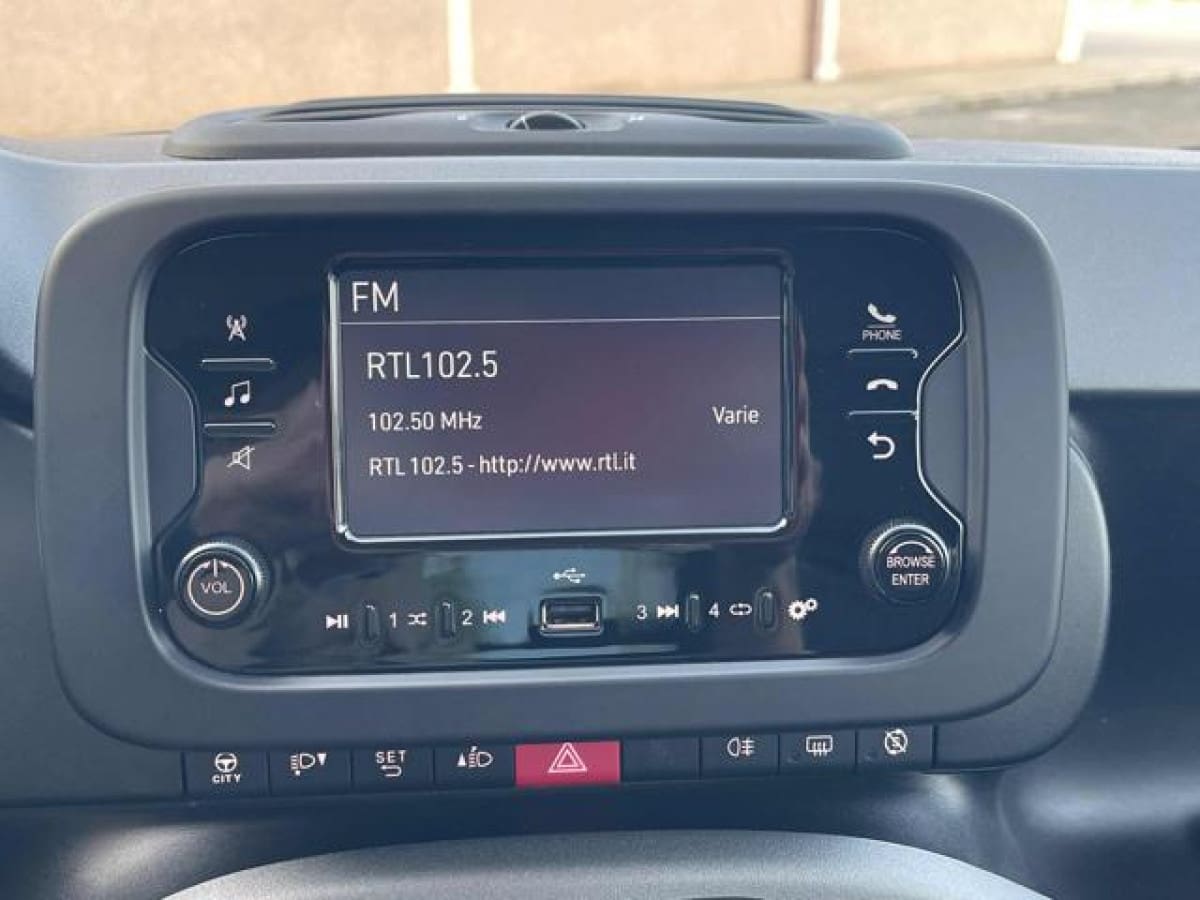 FM
RTL102.5
102.50 MHz
Varie
RTL 102.5 - http://www.rtl.it
PHONE
VOL
BROWSE
ENTER
1
2
3
4
CITY
SET